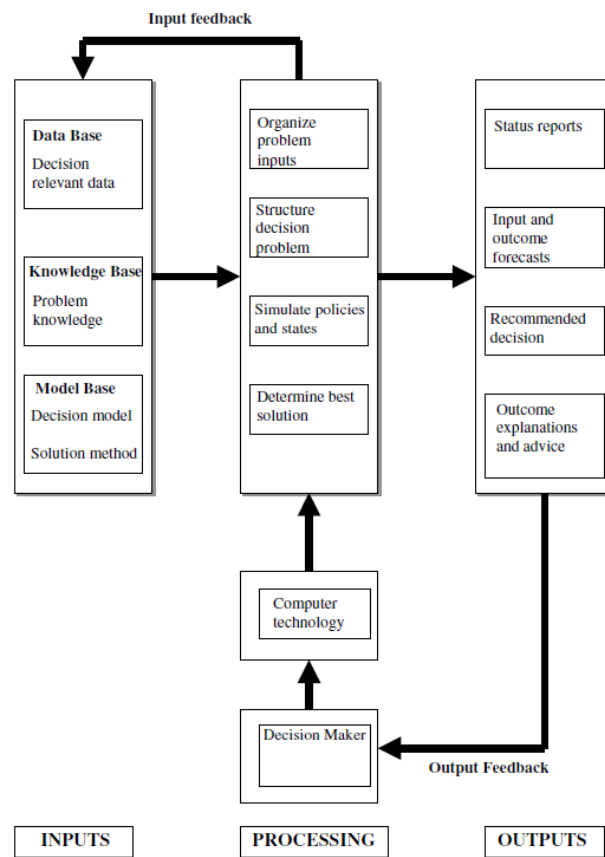 Input feedback
Data Base
Decision
relevant data
Knowledge Base
Problem
knowledge
Model Base
Decision model
Solution method
Organize
problem
inputs
Structure
decision
problem
Simulate policies
and states
Determine best
solution
Status reports
Input and
outcome
forecasts
Recommended
decision
Outcome
explanations
and advice
Computer
technology
Decision Maker
Output Feedback
INPUTS
PROCESSING
OUTPUTS